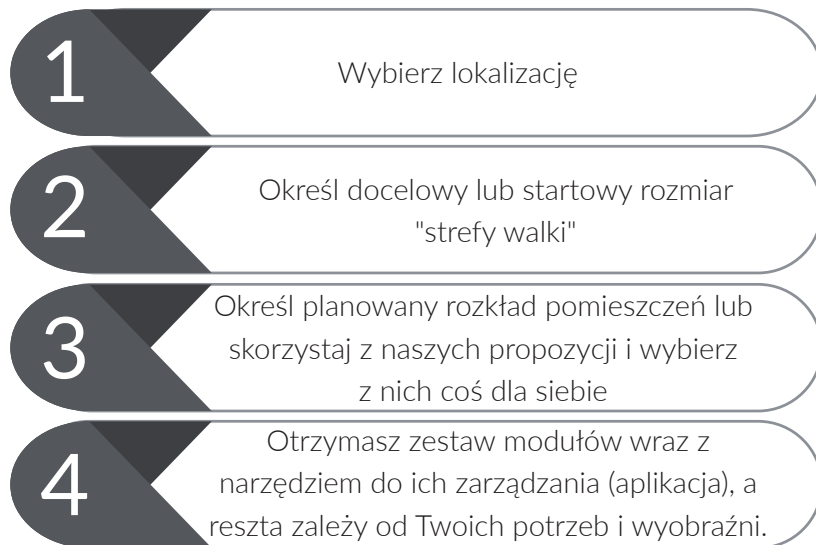 1
Wybierz lokalizację
2
Określ docelowy lub startowy rozmiar
"strefy walki"
3
Określ planowany rozkład pomieszczeń lub
skorzystaj z naszych propozycji i wybierz
z nich coś dla siebie
4
Otrzymasz zestaw modułów wraz z
narzędziem do ich zarządzania (aplikacja), a
reszta zależy od Twoich potrzeb i wyobraźni.